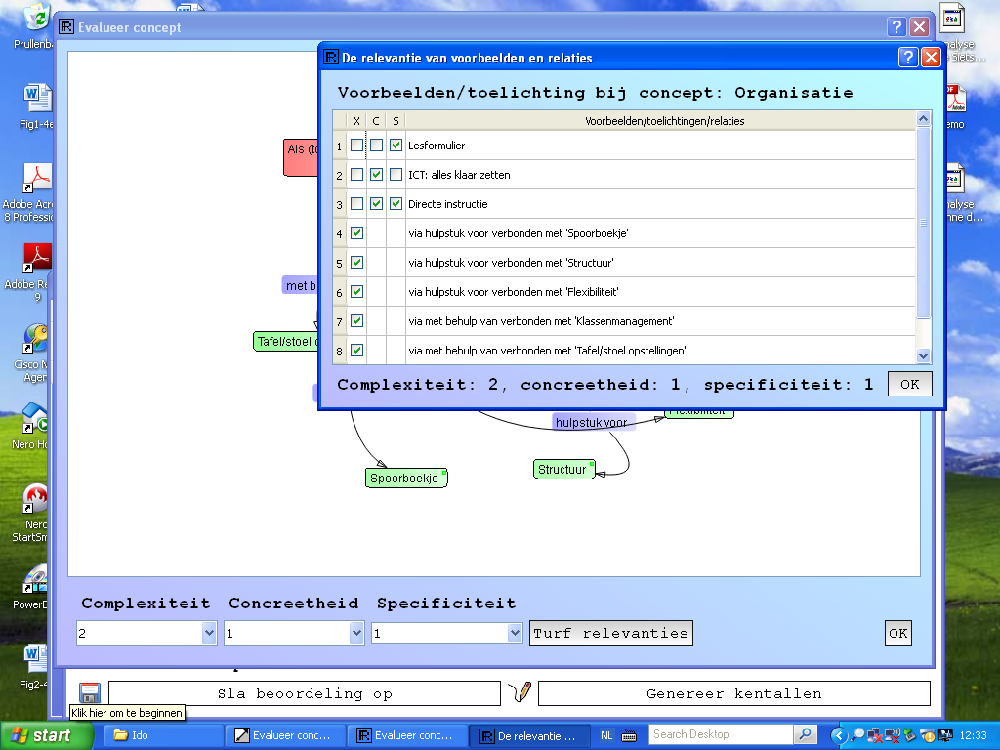 Prullenb
Evalueer concept
De relevantie van voorbeelden en relaties
Voorbeelden/toelichting bij concept: Organisatie
X C S Voorbeelden/toelichtingen/relaties
1 Lesformulier
2 ICT: alles klaar zetten
3 Directe instructie
4 via hulpstuk voor verbonden met 'Spoorboekje'
5 via hulpstuk voor verbonden met 'Structuur'
6 via hulpstuk voor verbonden met 'Flexibiliteit'
7 via met behulp van verbonden met 'Klassenmanagement'
8 via met behulp van verbonden met 'Tafel/stoel opstellingen'
Complexiteit: 2, concreetheid: 1, specificiteit: 1
OK
Als (to
met b
Tafel/stoel o
hulpstuk voor
Flexibiliteit
Spoorboekje
Structuur
Complexiteit Concreetheid Specificiteit
2 1 1 Turf relevanties OK
Sla beoordeling op
Genereer kentallen
Klik hier om te beginnen
Fig1-4e
Adobe Acro
8 Professio
Adobe Re
9
Cisco
Agen
Nero Ho
Nero
StartSm
PowerD
Fig2-4
nalyse
e Siets...
emo
nalyse
nne d...
start
Ido
Evalueer conc...
Evalueer conc...
De relevantie ...
NL
Search Desktop
12:33